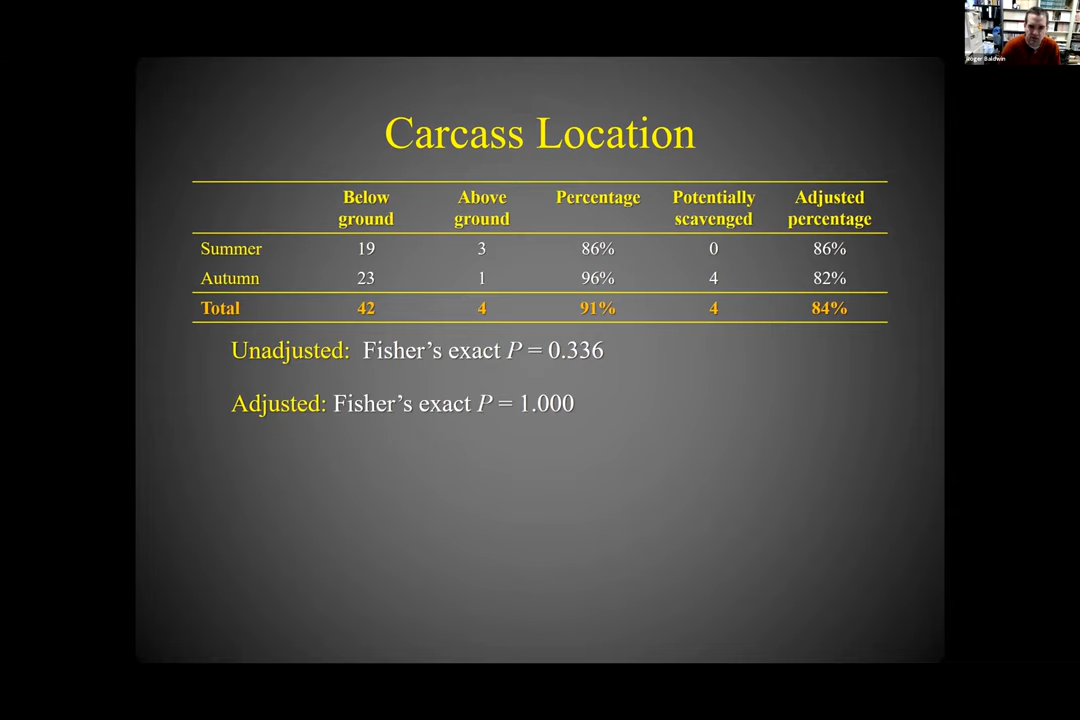 Roger Baldwin
Carcass Location
Below ground Above ground Percentage Potentially scavenged Adjusted percentage
Summer 19 3 86% 0 86%
Autumn 23 1 96% 4 82%
Total 42 4 91% 4 84%
Unadjusted: Fisher's exact P = 0.336
Adjusted: Fisher's exact P = 1.000